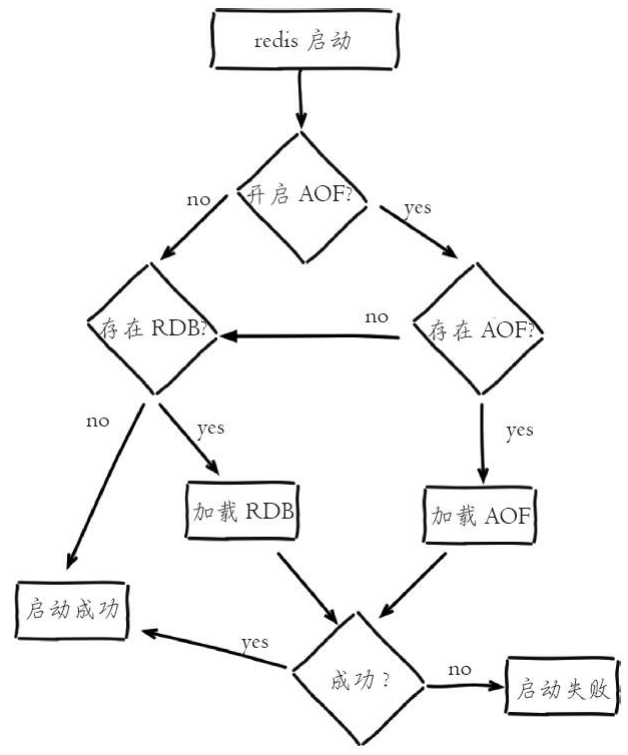 redis 启动
开启 AOF?
no
yes
存在 RDB?
no
存在 AOF?
no
yes
yes
加载 RDB
加载 AOF
启动成功
yes
成功？
no
启动失败